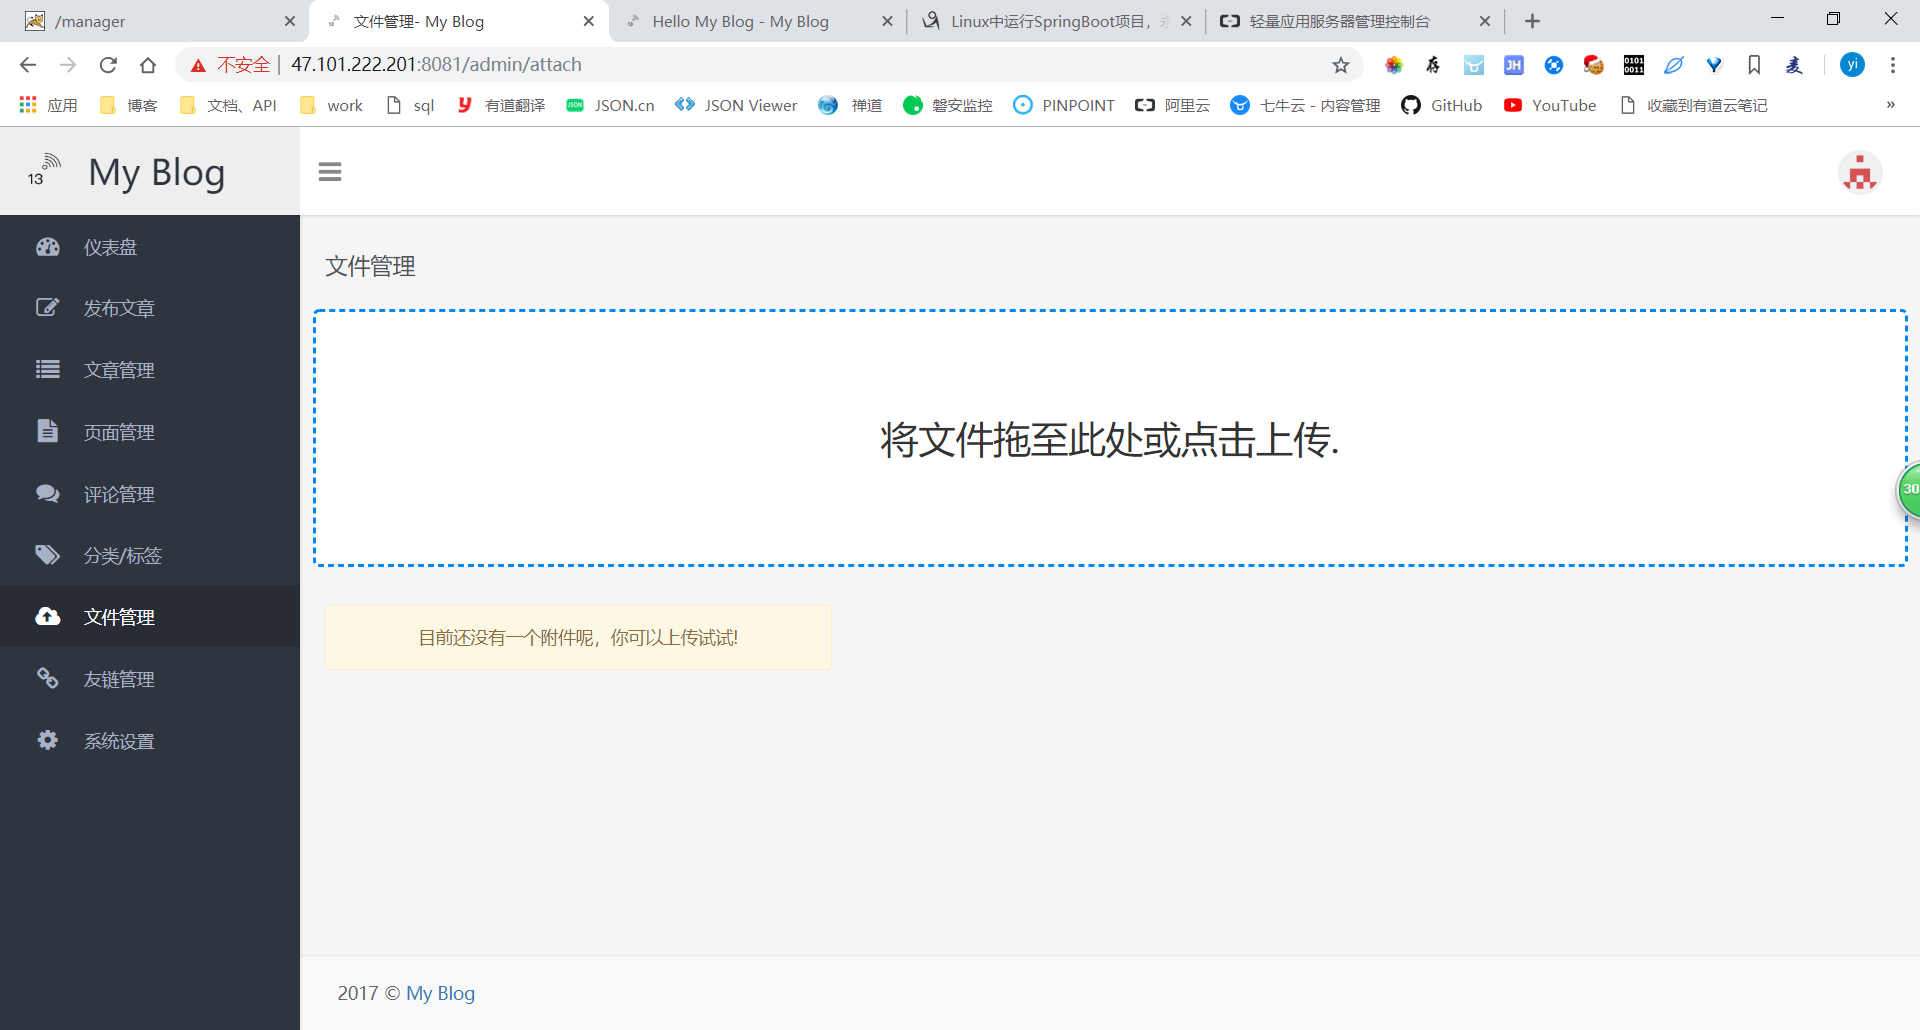 /manager
文件管理- My Blog
Hello My Blog - My Blog
Linux中运行SpringBoot项目，
轻量应用服务器管理控制台
不安全 | 47.101.222.201:8081/admin/attach
存
JH
0101
0011
yi
应用
博客
文档、API
work
sql
有道翻译
JSON.cn
JSON Viewer
禅道
磐安监控
PINPOINT
阿里云
七牛云 - 内容管理
GitHub
YouTube
收藏到有道云笔记
»
13
My Blog
仪表盘
发布文章
文章管理
页面管理
评论管理
分类/标签
文件管理
友链管理
系统设置
文件管理
将文件拖至此处或点击上传.
30
目前还没有一个附件呢，你可以上传试试!
2017 © My Blog